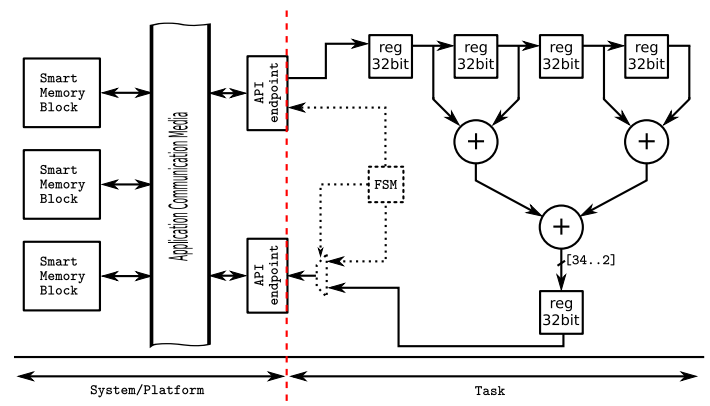 Smart
Memory
Block
Smart
Memory
Block
Smart
Memory
Block
Application Communication Media
API
endpoint
API
endpoint
reg
32bit
reg
32bit
reg
32bit
reg
32bit
+
+
FSM
+
[34..2]
reg
32bit
System/Platform
Task